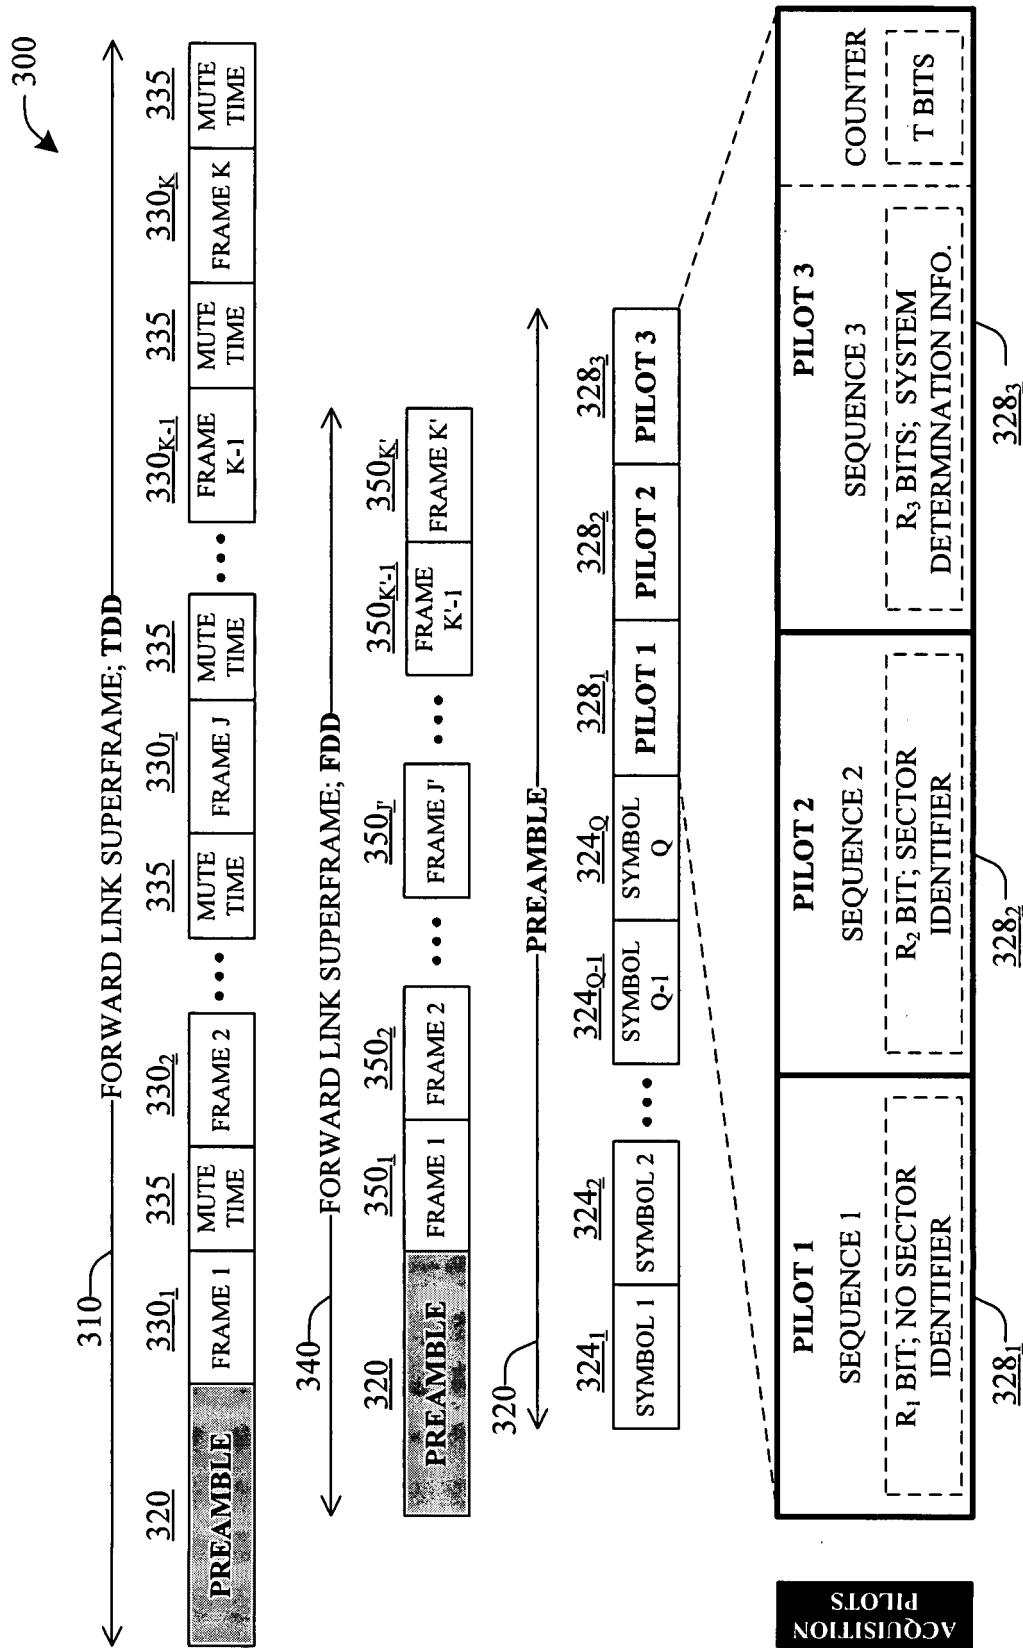 300
FORWARD LINK SUPERFRAME; TDD
310
320 330₁ 335 330₂ 335 330J 335 330K-1 335 330K 335
PREAMBLE
FRAME 1
MUTE
TIME
FRAME 2
•••
MUTE
TIME
FRAME J
MUTE
TIME
•••
FRAME
K-1
MUTE
TIME
FRAME K
MUTE
TIME
FORWARD LINK SUPERFRAME; FDD
340
320 350₁ 350₂ 350J' 350K'-1 350K'
PREAMBLE
FRAME 1
FRAME 2
•••
FRAME J'
•••
FRAME
K'-1
FRAME K'
PREAMBLE
320
324₁ 324₂ 324Q-1 324Q 328₁ 328₂ 328₃
SYMBOL 1
SYMBOL 2
•••
SYMBOL
Q-1
SYMBOL
Q
PILOT 1
PILOT 2
PILOT 3
ACQUISITION
PILOTS
PILOT 1
SEQUENCE 1
R₁ BIT; NO SECTOR
IDENTIFIER
328₁
PILOT 2
SEQUENCE 2
R₂ BIT; SECTOR
IDENTIFIER
328₂
PILOT 3
SEQUENCE 3
R₃ BITS; SYSTEM
DETERMINATION INFO.
COUNTER
T BITS
328₃